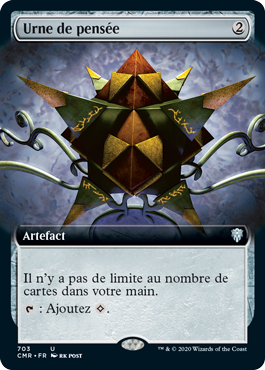 Urne de pensée 2
Artefact
Il n'y a pas de limite au nombre de
cartes dans votre main.
: Ajoutez .
703 U
CMR • FR RK POST
™ & © 2020 Wizards of the Coast